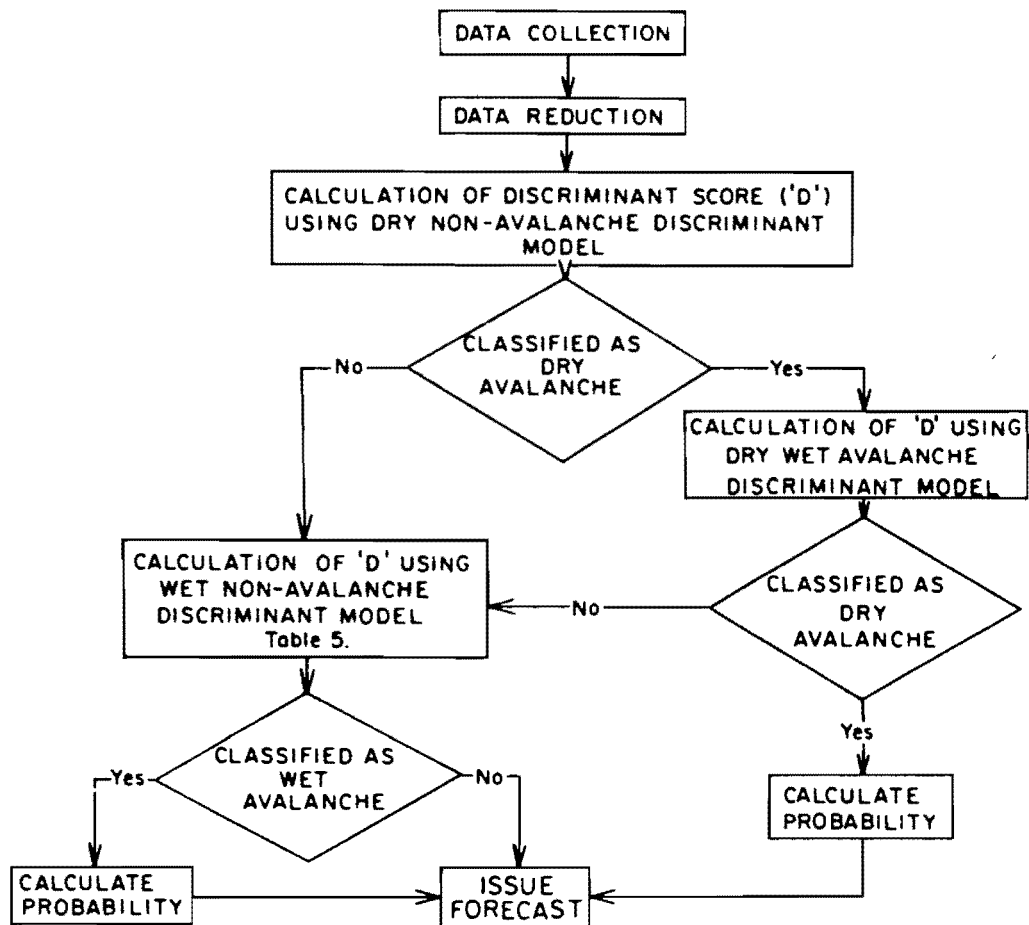 DATA COLLECTION
DATA REDUCTION
CALCULATION OF DISCRIMINANT SCORE ('D')
USING DRY NON-AVALANCHE DISCRIMINANT
MODEL
CLASSIFIED AS
DRY
AVALANCHE
No
Yes
CALCULATION OF 'D' USING
DRY WET AVALANCHE
DISCRIMINANT MODEL
CALCULATION OF 'D' USING
WET NON-AVALANCHE
DISCRIMINANT MODEL
Table 5.
No
CLASSIFIED AS
DRY
AVALANCHE
Yes
CLASSIFIED AS
WET
AVALANCHE
Yes
No
CALCULATE
PROBABILITY
CALCULATE
PROBABILITY
ISSUE
FORECAST